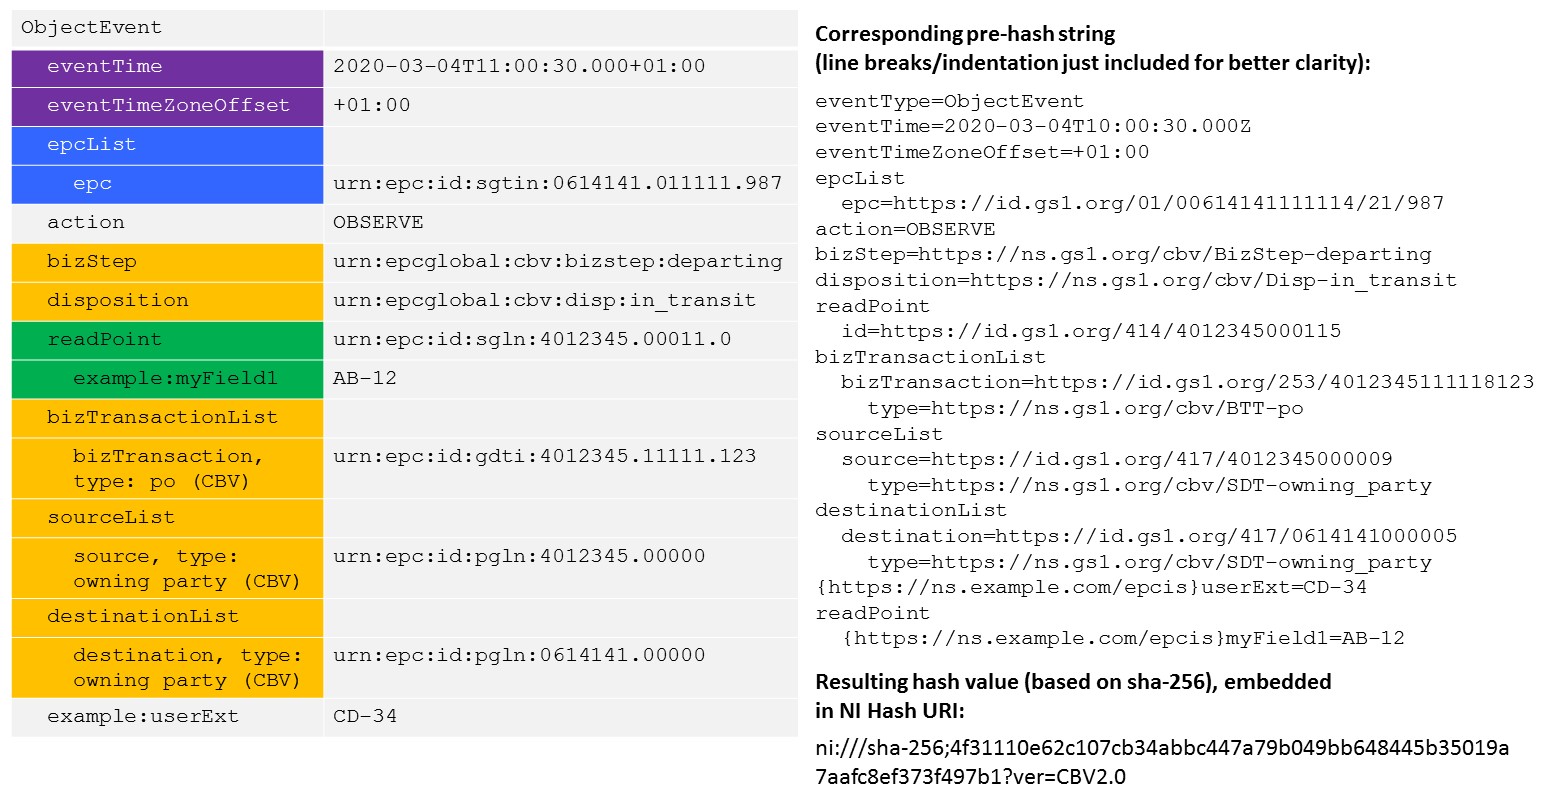 ObjectEvent
eventTime 2020-03-04T11:00:30.000+01:00
eventTimeZoneOffset +01:00
epcList
epc urn:epc:id:sgtin:0614141.011111.987
action OBSERVE
bizStep urn:epcglobal:cbv:bizstep:departing
disposition urn:epcglobal:cbv:disp:in_transit
readPoint urn:epc:id:sgln:4012345.00011.0
example:myField1 AB-12
bizTransactionList
bizTransaction, urn:epc:id:gdti:4012345.11111.123
type: po (CBV)
sourceList
source, type: urn:epc:id:pgln:4012345.00000
owning party (CBV)
destinationList
destination, type: urn:epc:id:pgln:0614141.00000
owning party (CBV)
example:userExt CD-34
Corresponding pre-hash string
(line breaks/indentation just included for better clarity):
eventType=ObjectEvent
eventTime=2020-03-04T10:00:30.000Z
eventTimeZoneOffset=+01:00
epcList
epc=https://id.gs1.org/01/00614141111114/21/987
action=OBSERVE
bizStep=https://ns.gs1.org/cbv/BizStep-departing
disposition=https://ns.gs1.org/cbv/Disp-in_transit
readPoint
id=https://id.gs1.org/414/4012345000115
bizTransactionList
bizTransaction=https://id.gs1.org/253/4012345111118123
type=https://ns.gs1.org/cbv/BTT-po
sourceList
source=https://id.gs1.org/417/4012345000009
type=https://ns.gs1.org/cbv/SDT-owning_party
destinationList
destination=https://id.gs1.org/417/0614141000005
type=https://ns.gs1.org/cbv/SDT-owning_party
{https://ns.example.com/epcis}userExt=CD-34
readPoint
{https://ns.example.com/epcis}myField1=AB-12
Resulting hash value (based on sha-256), embedded
in NI Hash URI:
ni:///sha-256;4f31110e62c107cb34abbc447a79b049bb648445b35019a
7aafc8ef373f497b1?ver=CBV2.0